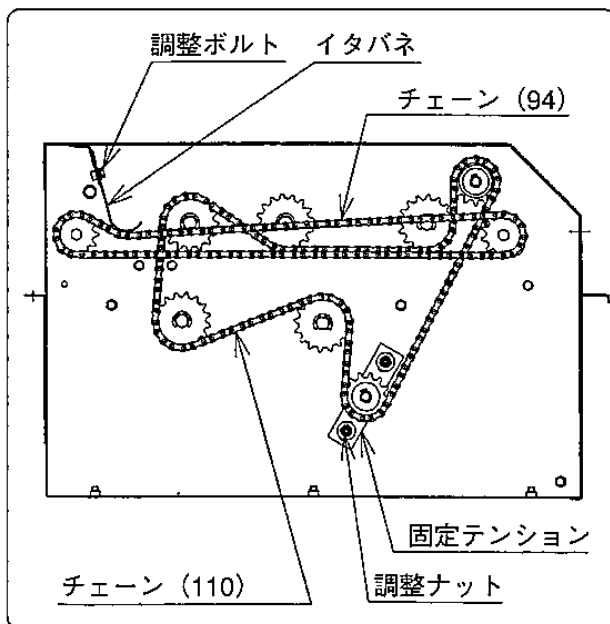 調整ボルト
イタバネ
チェーン（94）
固定テンション
調整ナット
チェーン（110）